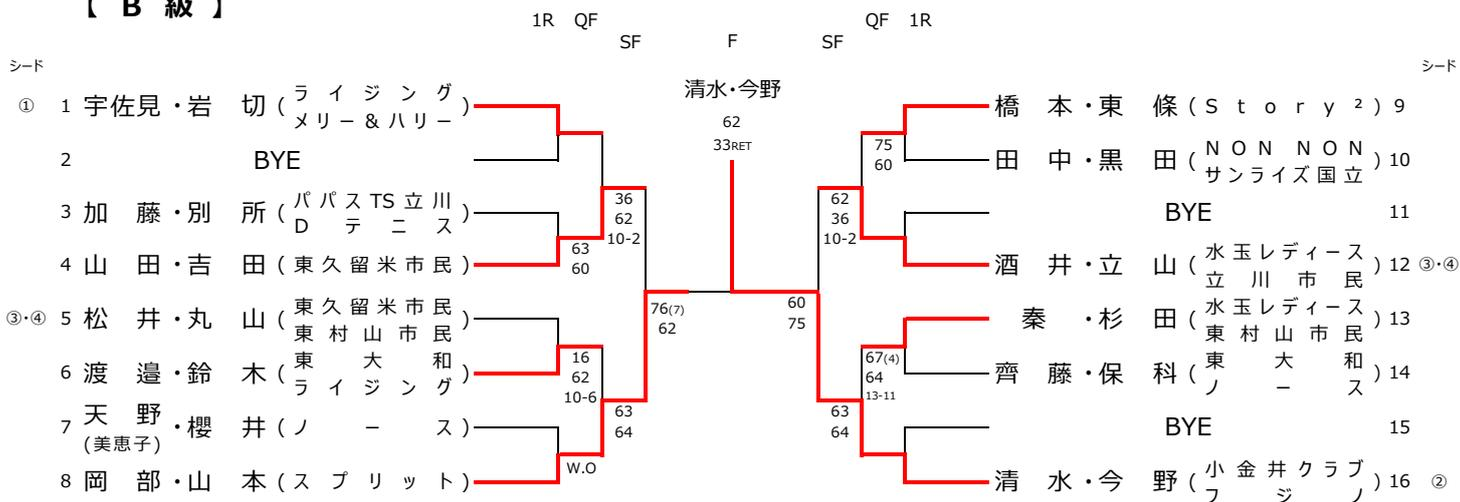 【 B 級 】
1R QF SF F SF QF 1R
シード
シード
清水・今野
62
33RET
① 1 宇佐見・岩 切 ( ライジング メリー&ハリー )
2 BYE
3 加 藤・別 所 ( パパスTS立川 Dテニス )
4 山 田・吉 田 ( 東久留米市民 )
③・④ 5 松 井・丸 山 ( 東久留米市民 東村山市民 )
6 渡 邉・鈴 木 ( 東大和 ライジング )
7 天 野 (美恵子) ・櫻 井 ( ノース )
8 岡 部・山 本 ( スプリット )
63
60
36
62
10-2
16
62
10-6
W.O
63
64
76(7)
62
橋 本・東 條 ( Story² ) 9
田 中・黒 田 ( NON NON サンライズ国立 ) 10
BYE 11
酒 井・立 山 ( 水玉レディース 立川市民 ) 12 ③・④
秦 ・杉 田 ( 水玉レディース 東村山市民 ) 13
齊 藤・保 科 ( 東大和 ノース ) 14
BYE 15
清 水・今 野 ( 小金井クラブ フジノ ) 16 ②
75
60
62
36
10-2
67(4)
64
13-11
63
64
60
75